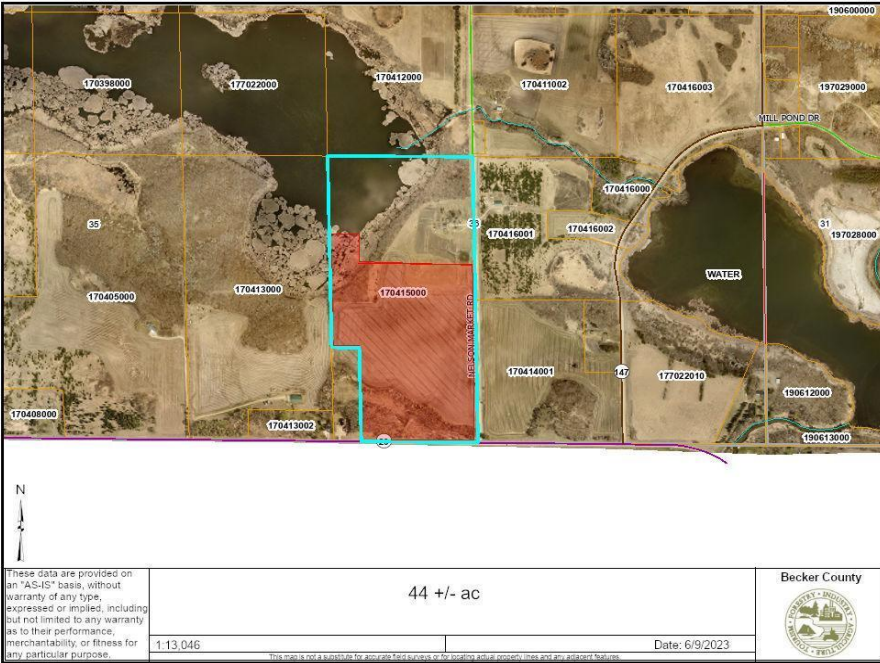 190600000
170398000
177022000
170412000
170411002
170416003
197029000
MILL POND DR
170416000
35
36
31
170416001
170416002
197028000
WATER
170405000
170413000
170415000
NELSON MARKET RD
170414001
147
177022010
190612000
170408000
170413002
190613000
N
These data are provided on
an "AS-IS" basis, without
warranty of any type,
expressed or implied, including
but not limited to any warranty
as to their performance,
merchantability, or fitness for
any particular purpose.
44 +/- ac
1:13,046
Date: 6/9/2023
This map is not a substitute for accurate field surveys or for locating actual property lines and any adjacent features.
Becker County
FORESTRY • INDUSTRY
AGRICULTURE
TOURISM